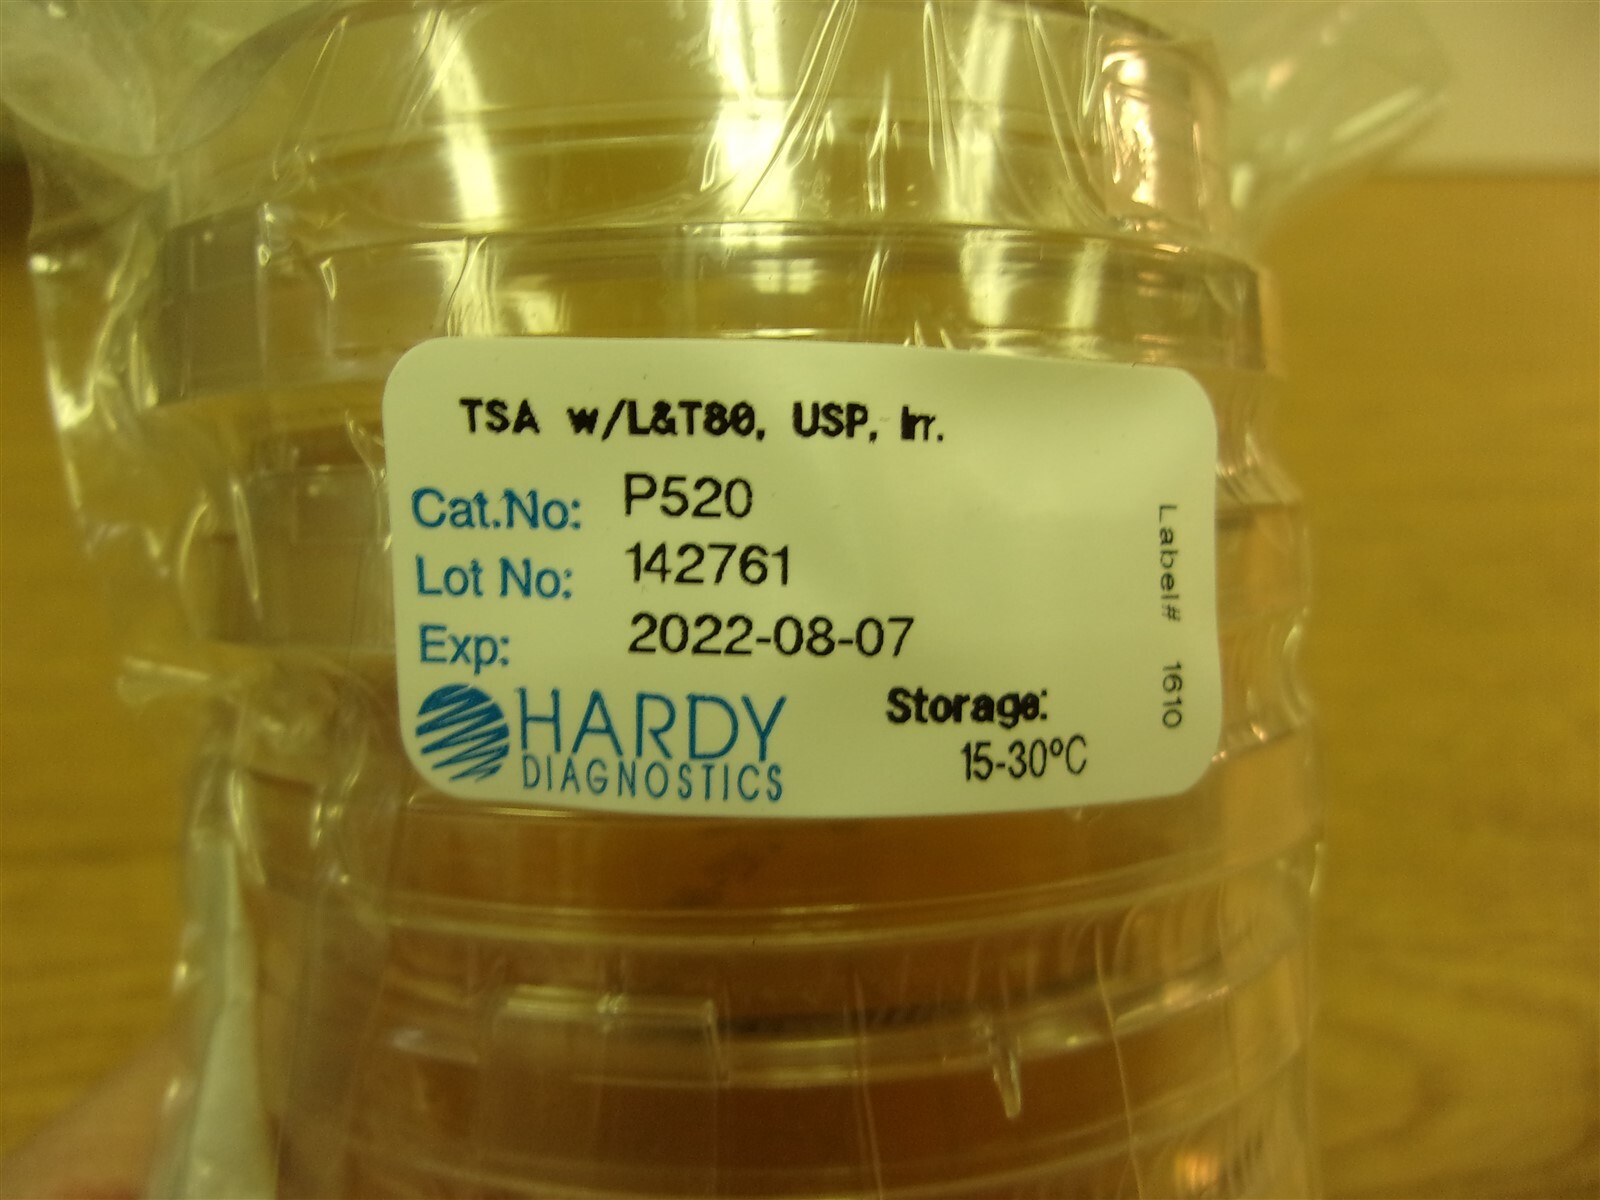 TSA w/L&T80, USP, Irr.
Cat.No: P520
Lot No: 142761
Exp: 2022-08-07
HARDY
DIAGNOSTICS
Storage:
15-30°C
Label# 1610